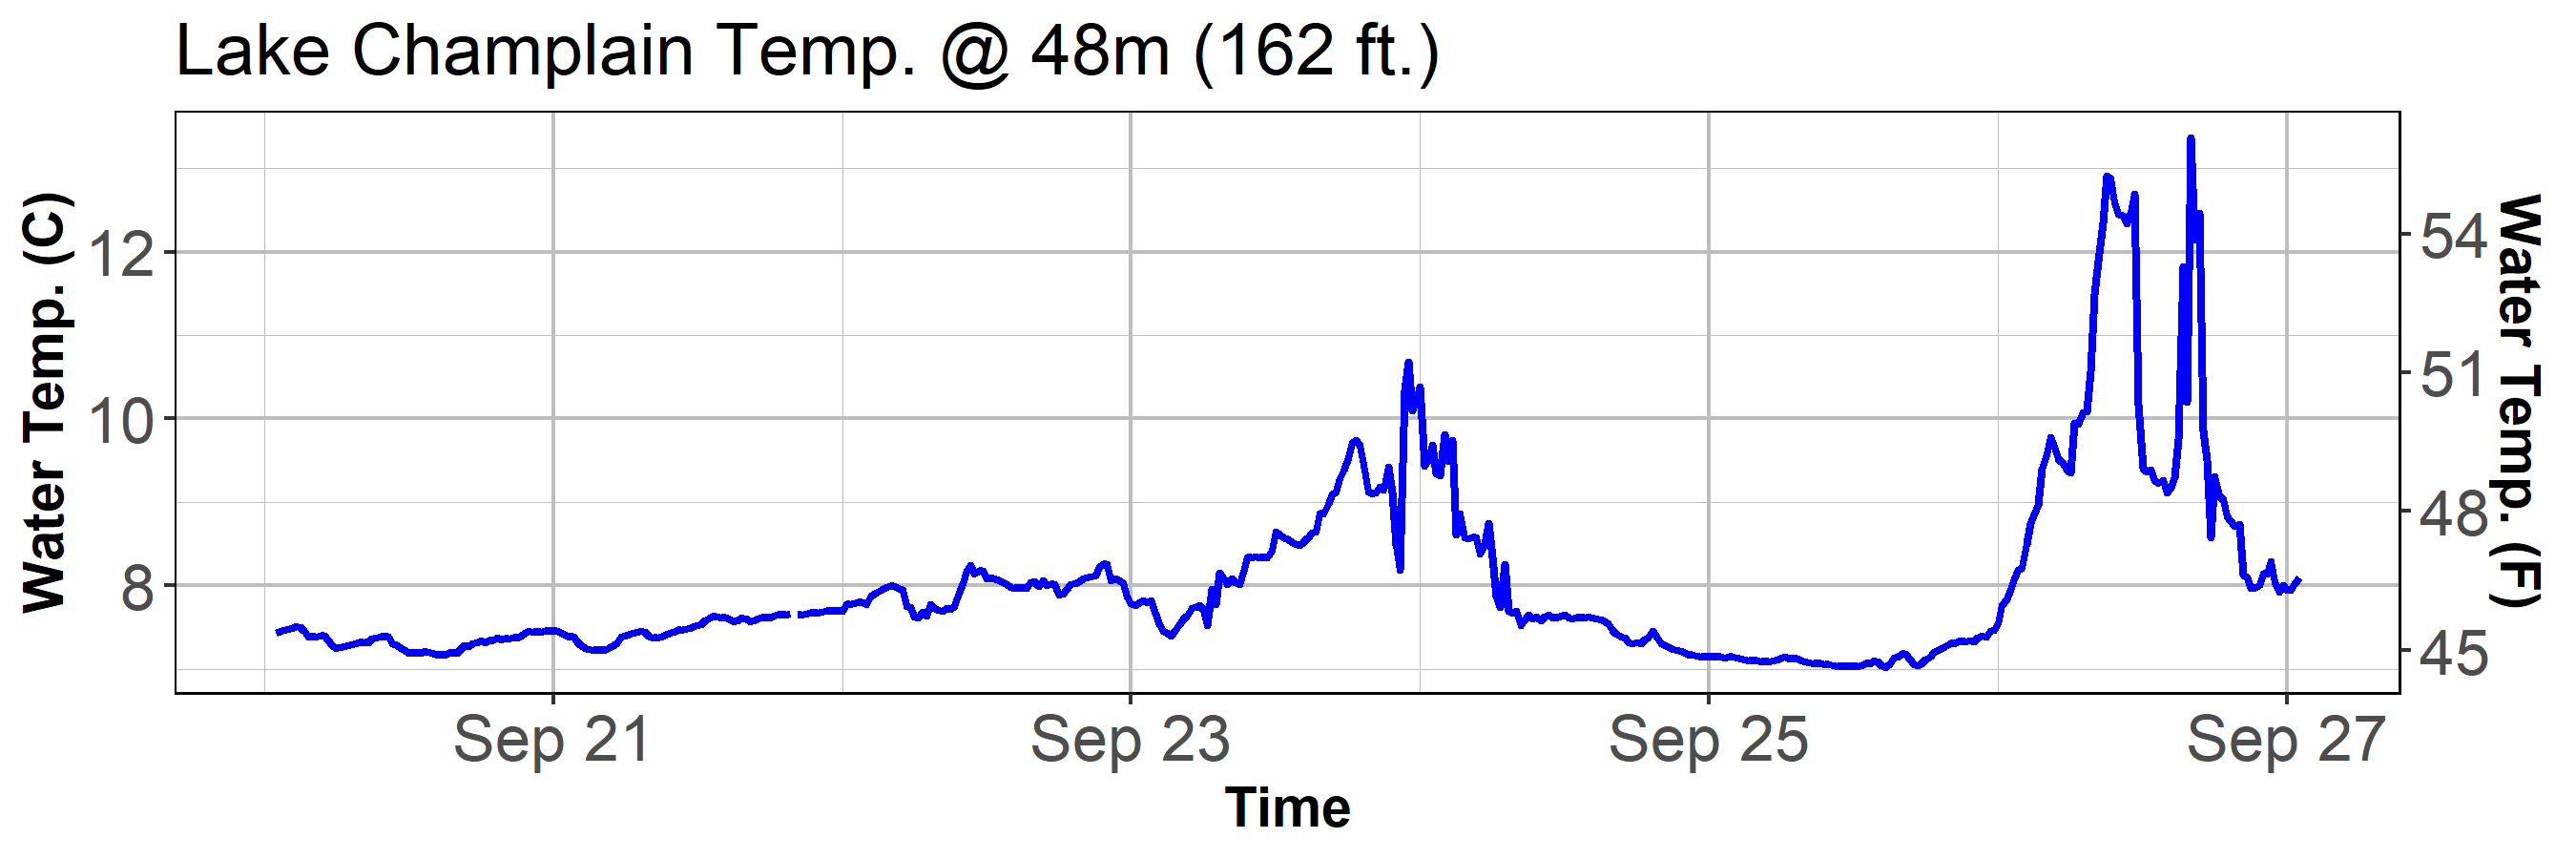 Lake Champlain Temp. @ 48m (162 ft.)
Water Temp. (C)
12
10
8
54
51
48
45
Water Temp. (F)
Sep 21
Sep 23
Sep 25
Sep 27
Time